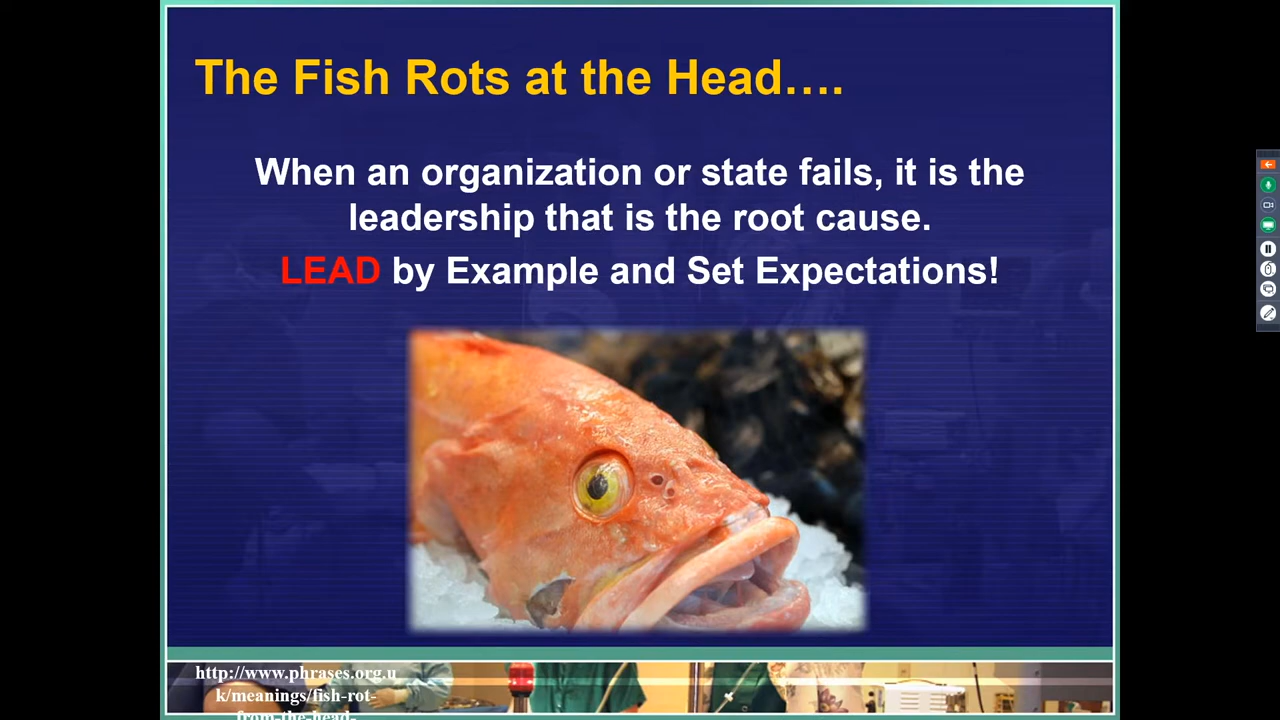 The Fish Rots at the Head….
When an organization or state fails, it is the
leadership that is the root cause.
LEAD by Example and Set Expectations!
http://www.phrases.org.u
k/meanings/fish-rot-
from-the-head-